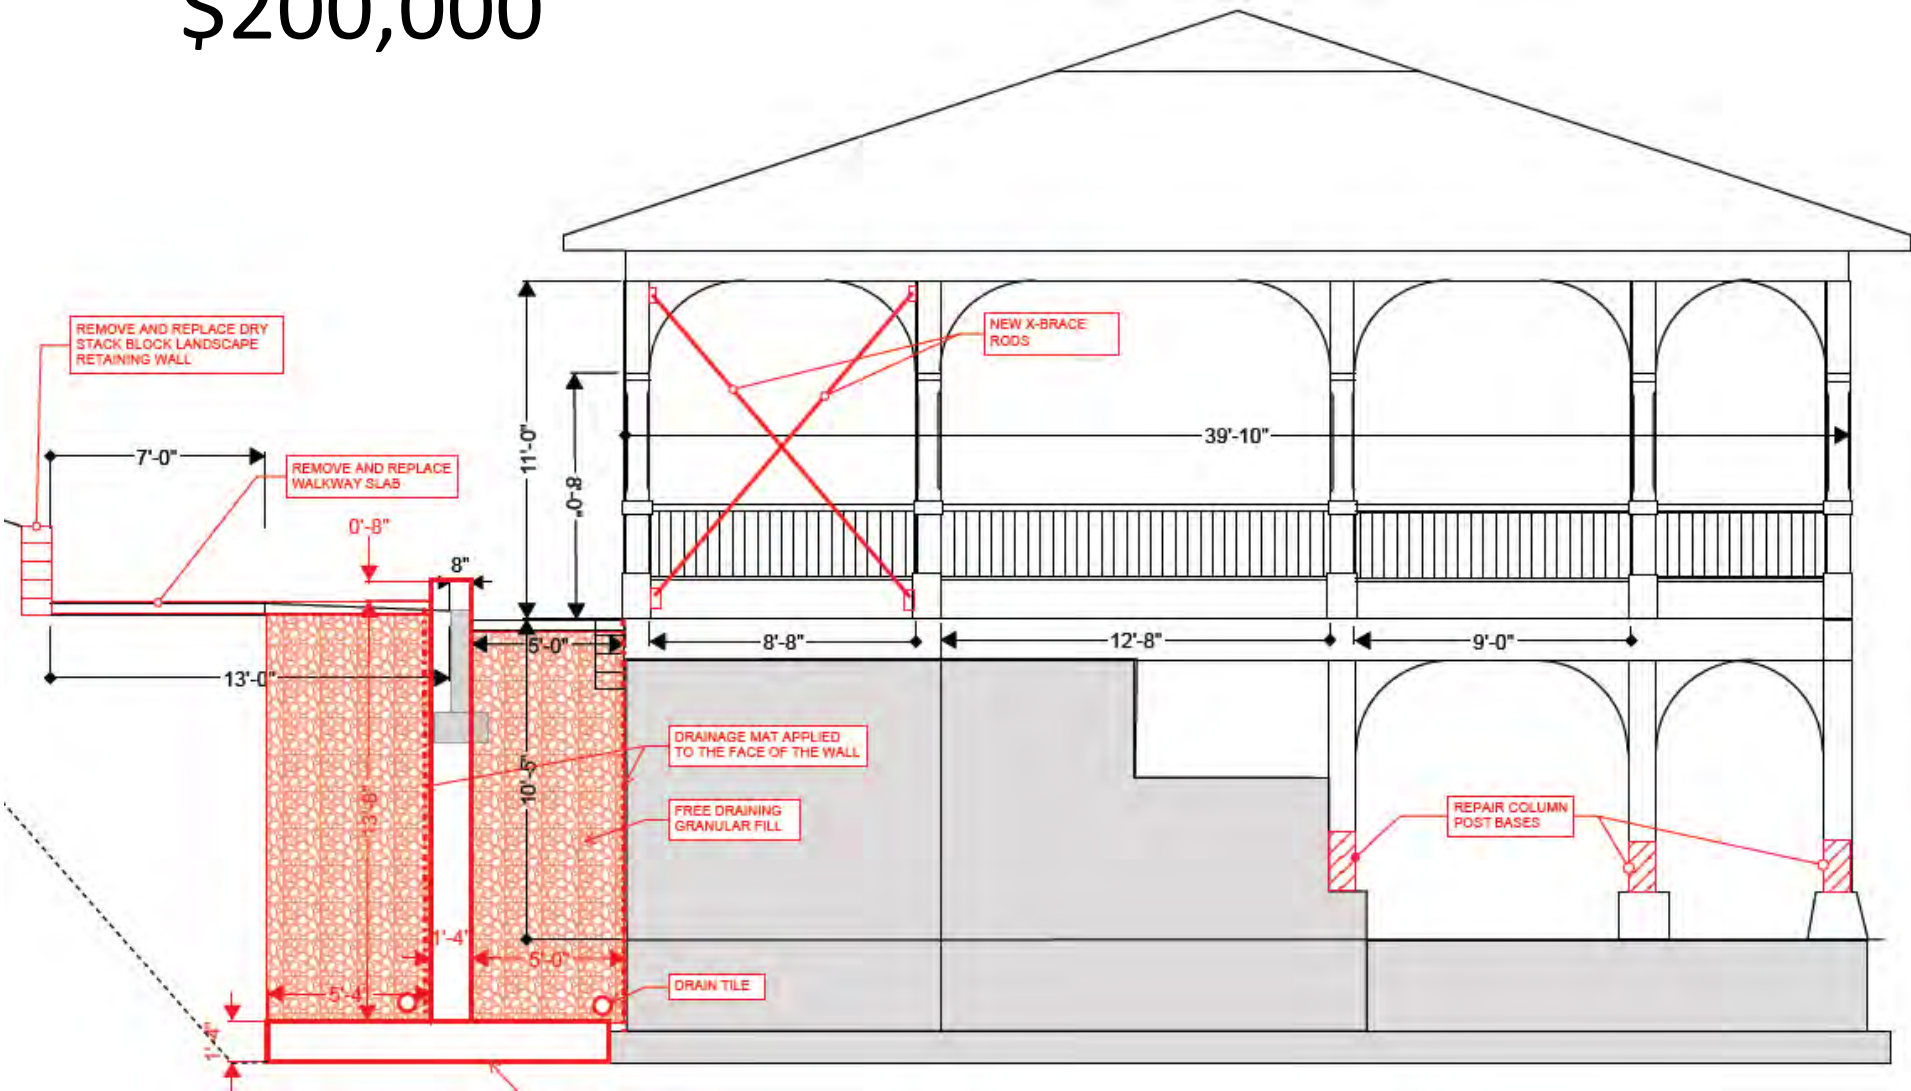 $200,000
REMOVE AND REPLACE DRY
STACK BLOCK LANDSCAPE
RETAINING WALL
NEW X-BRACE
RODS
11'-0"
8'-0"
39'-10"
7'-0"
REMOVE AND REPLACE
WALKWAY SLAB
0'-8"
8"
5'-0"
8'-8"
12'-8"
9'-0"
13'-0"
DRAINAGE MAT APPLIED
TO THE FACE OF THE WALL
10'-5"
13'-8"
FREE DRAINING
GRANULAR FILL
REPAIR COLUMN
POST BASES
1'-4"
5'-0"
5'-4"
DRAIN TILE
1'-4"